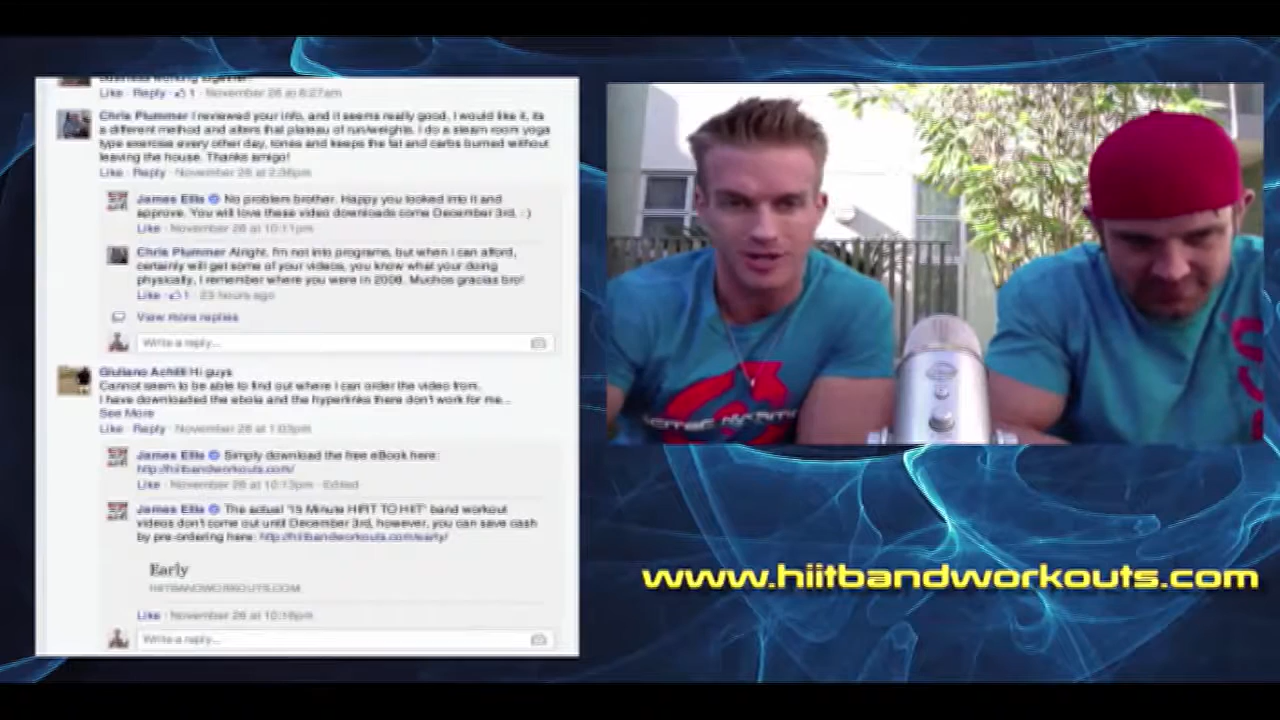 business working together.
Like · Reply · 1 · November 26 at 6:27am
Chris Plummer I reviewed your info, and it seems really good, I would like it, its
a different method and alters that plateau of run/weights. I do a steam room yoga
type exercise every other day, tones and keeps the fat and carbs burned without
leaving the house. Thanks amigo!
Like · Reply · November 26 at 2:36pm
James Ellis No problem brother. Happy you looked into it and
approve. You will love these video downloads come December 3rd, : )
Like · November 26 at 10:11pm
Chris Plummer Alright, I'm not into programs, but when I can afford,
certainly will get some of your videos, you know what your doing
physically, I remember where you were in 2008. Muchos gracias bro!
Like · 1 · 23 hours ago
View more replies
Write a reply...
Giuliano Achilli Hi guys
Cannot seem to be able to find out where I can order the video from.
I have downloaded the ebola and the hyperlinks there don't work for me...
See More
Like · Reply · November 26 at 1:03pm
James Ellis Simply download the free eBook here:
http://hiitbandworkouts.com/
Like · November 26 at 10:13pm · Edited
James Ellis The actual '15 Minute HIRT TO HIIT' band workout
videos don't come out until December 3rd, however, you can save cash
by pre-ordering here: http://hiitbandworkouts.com/early/
Early
HIITBANDWORKOUTS.COM
Like · November 26 at 10:16pm
Write a reply...
www.hiitbandworkouts.com